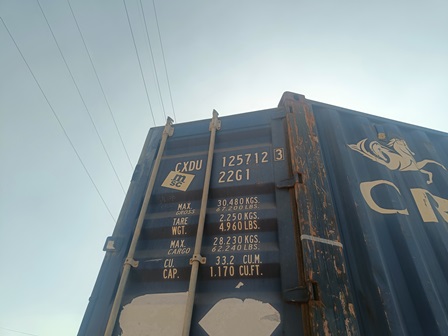 CXDU 125712 3
msc 22G1
MAX. GROSS 30.480 KGS.
67.200 LBS.
TARE WGT. 2.250 KGS.
4.960 LBS.
MAX. CARGO 28.230 KGS.
62.240 LBS.
CU. CAP. 33.2 CU.M.
1.170 CU.FT.
C